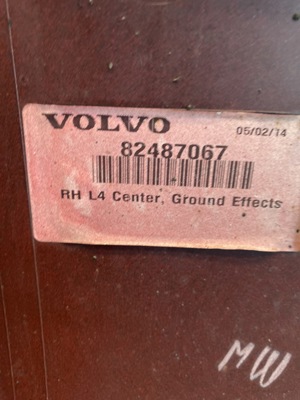 VOLVO 05/02/14
82487067
RH L4 Center, Ground Effects
MW